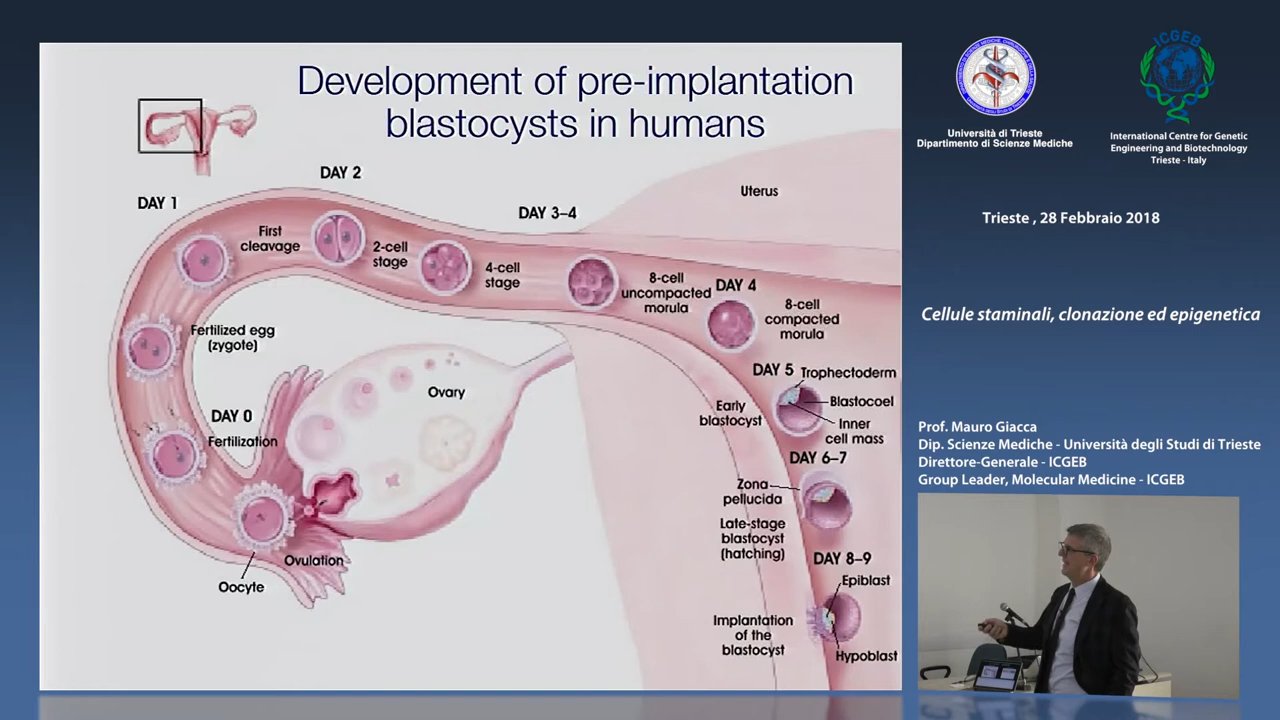 Development of pre-implantation
blastocysts in humans
DAY 2
DAY 1
DAY 3–4
Uterus
First
cleavage
2-cell
stage
4-cell
stage
8-cell
uncompacted
morula
DAY 4
8-cell
compacted
morula
Fertilized egg
(zygote)
DAY 0
Fertilization
Ovary
DAY 5
Trophectoderm
Blastocoel
Early
blastocyst
Inner
cell mass
DAY 6–7
Zona
pellucida
Late-stage
blastocyst
(hatching)
DAY 8–9
Epiblast
Implantation
of the
blastocyst
Hypoblast
Ovulation
Oocyte
ICGEB
Università di Trieste
Dipartimento di Scienze Mediche
International Centre for Genetic
Engineering and Biotechnology
Trieste - Italy
Trieste , 28 Febbraio 2018
Cellule staminali, clonazione ed epigenetica
Prof. Mauro Giacca
Dip. Scienze Mediche - Università degli Studi di Trieste
Direttore-Generale - ICGEB
Group Leader, Molecular Medicine - ICGEB